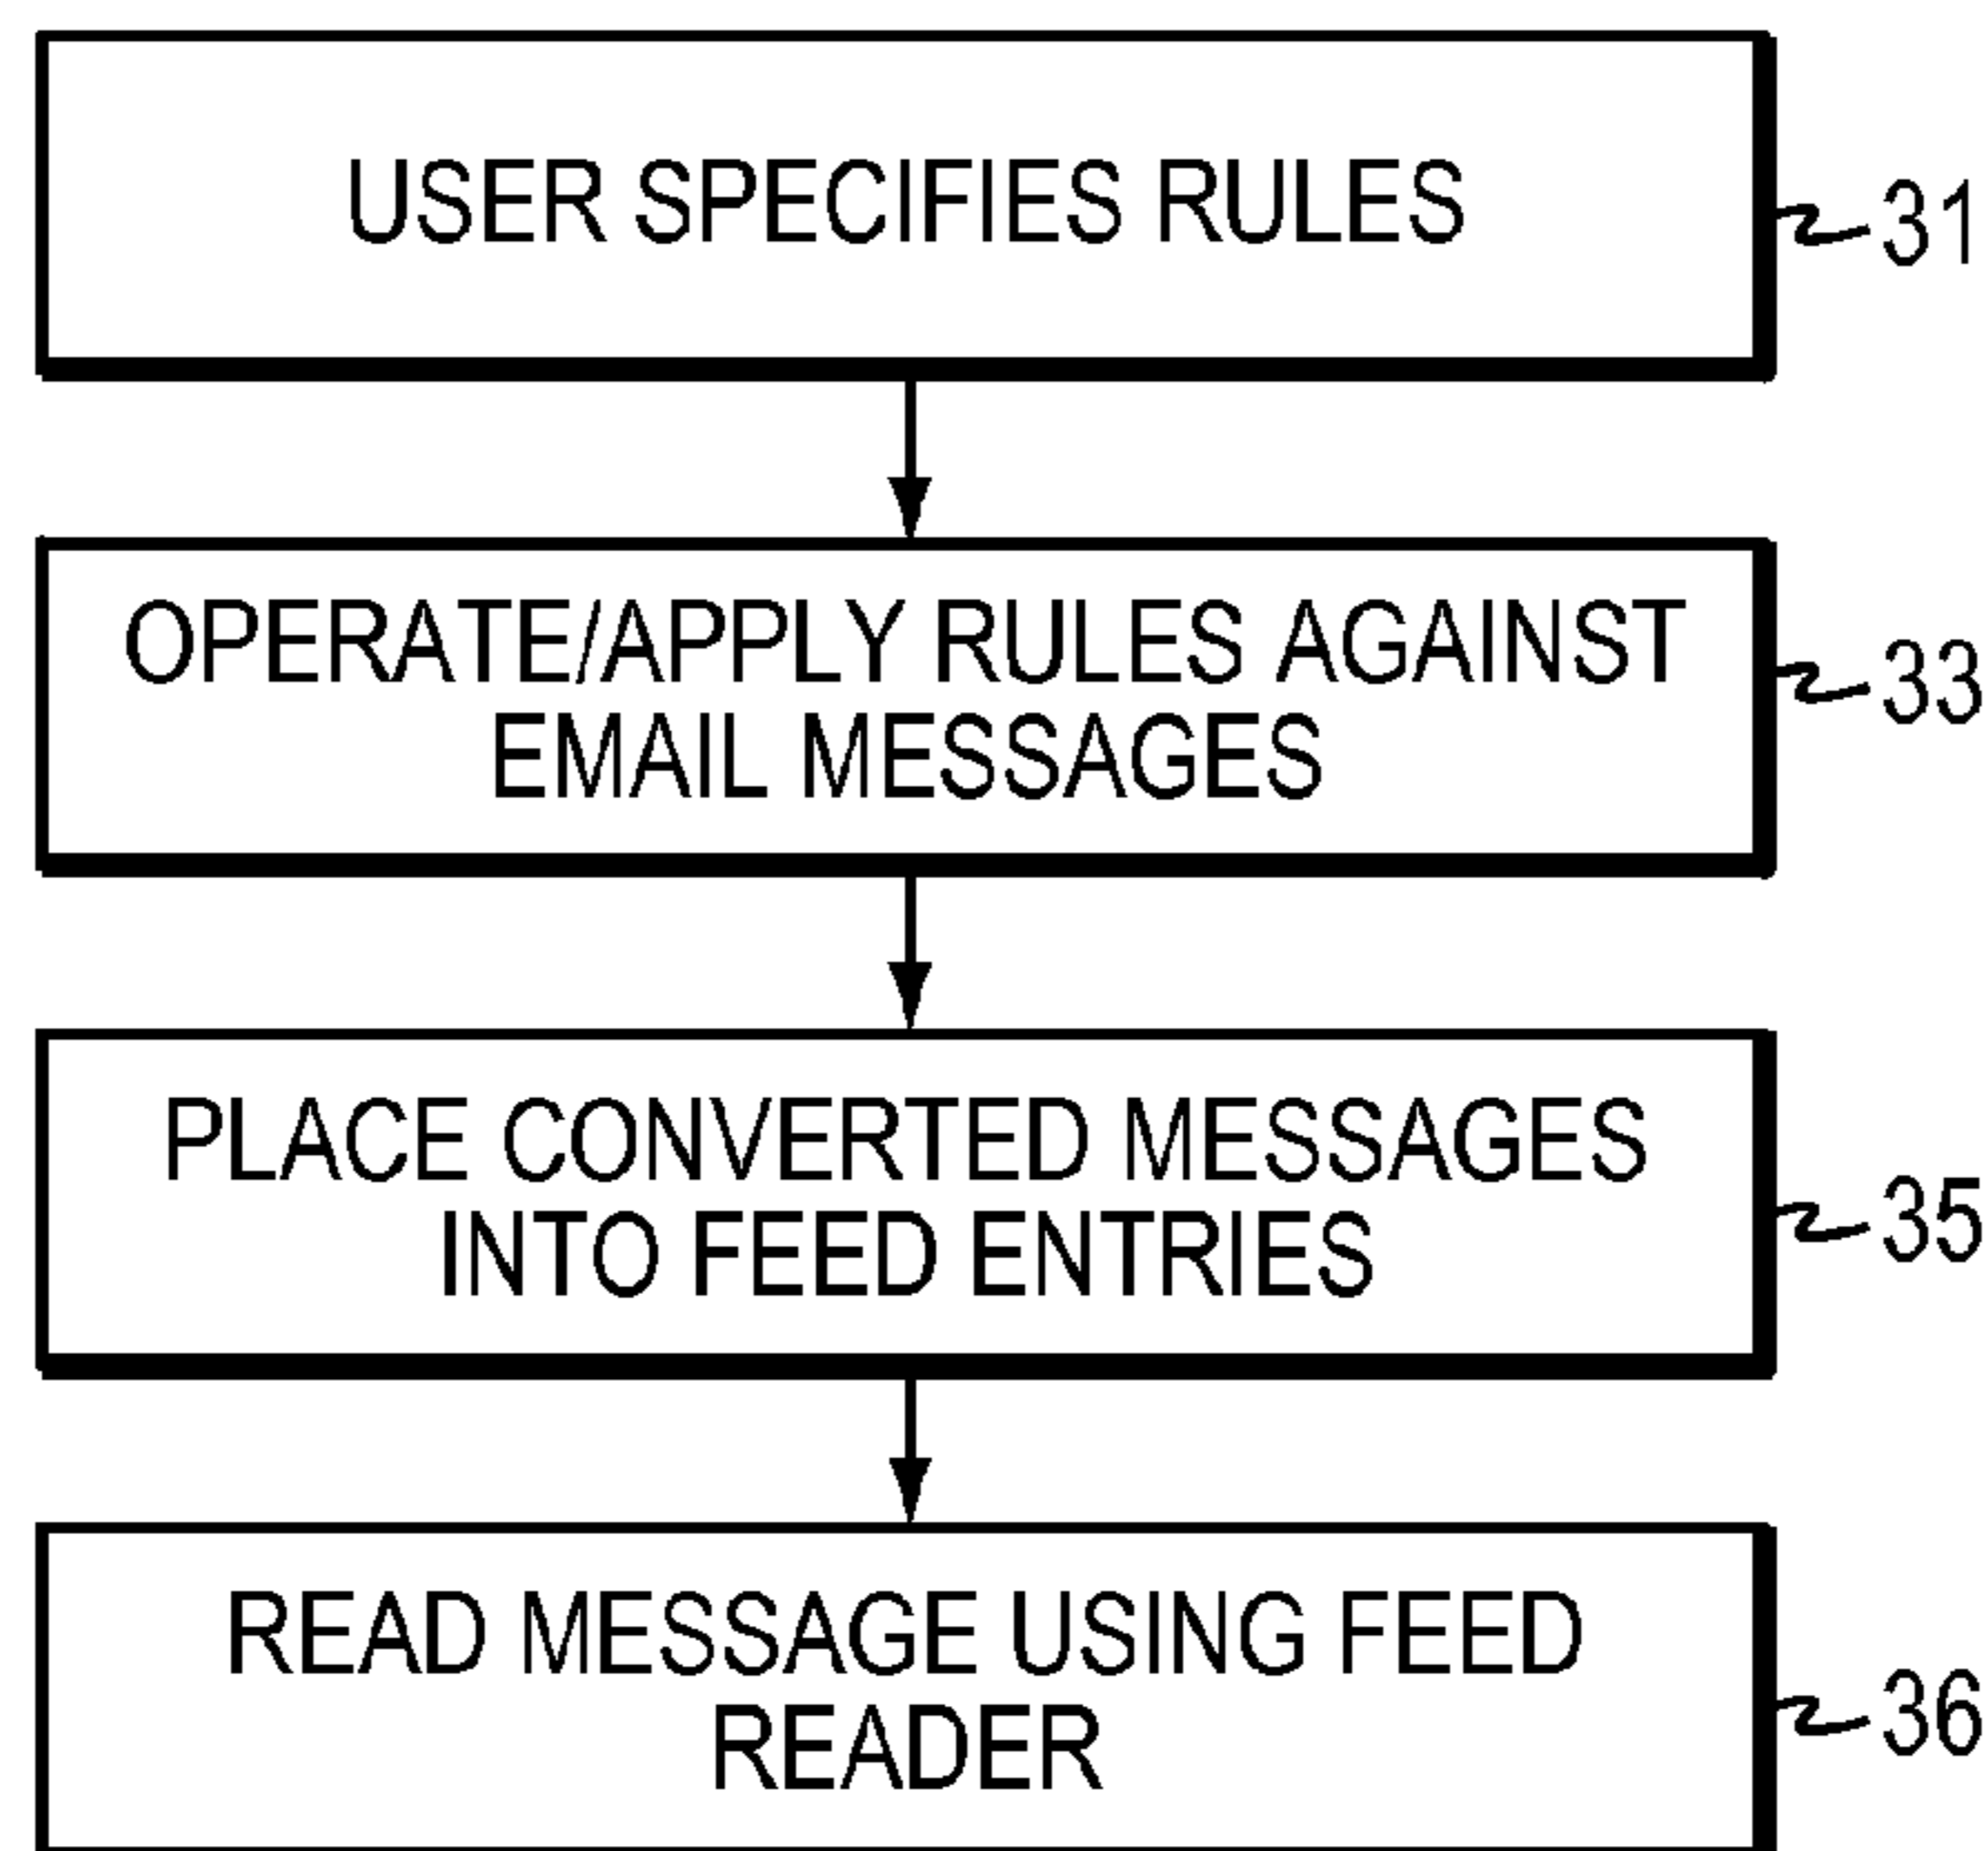 USER SPECIFIES RULES
31
OPERATE/APPLY RULES AGAINST
EMAIL MESSAGES
33
PLACE CONVERTED MESSAGES
INTO FEED ENTRIES
35
READ MESSAGE USING FEED
READER
36